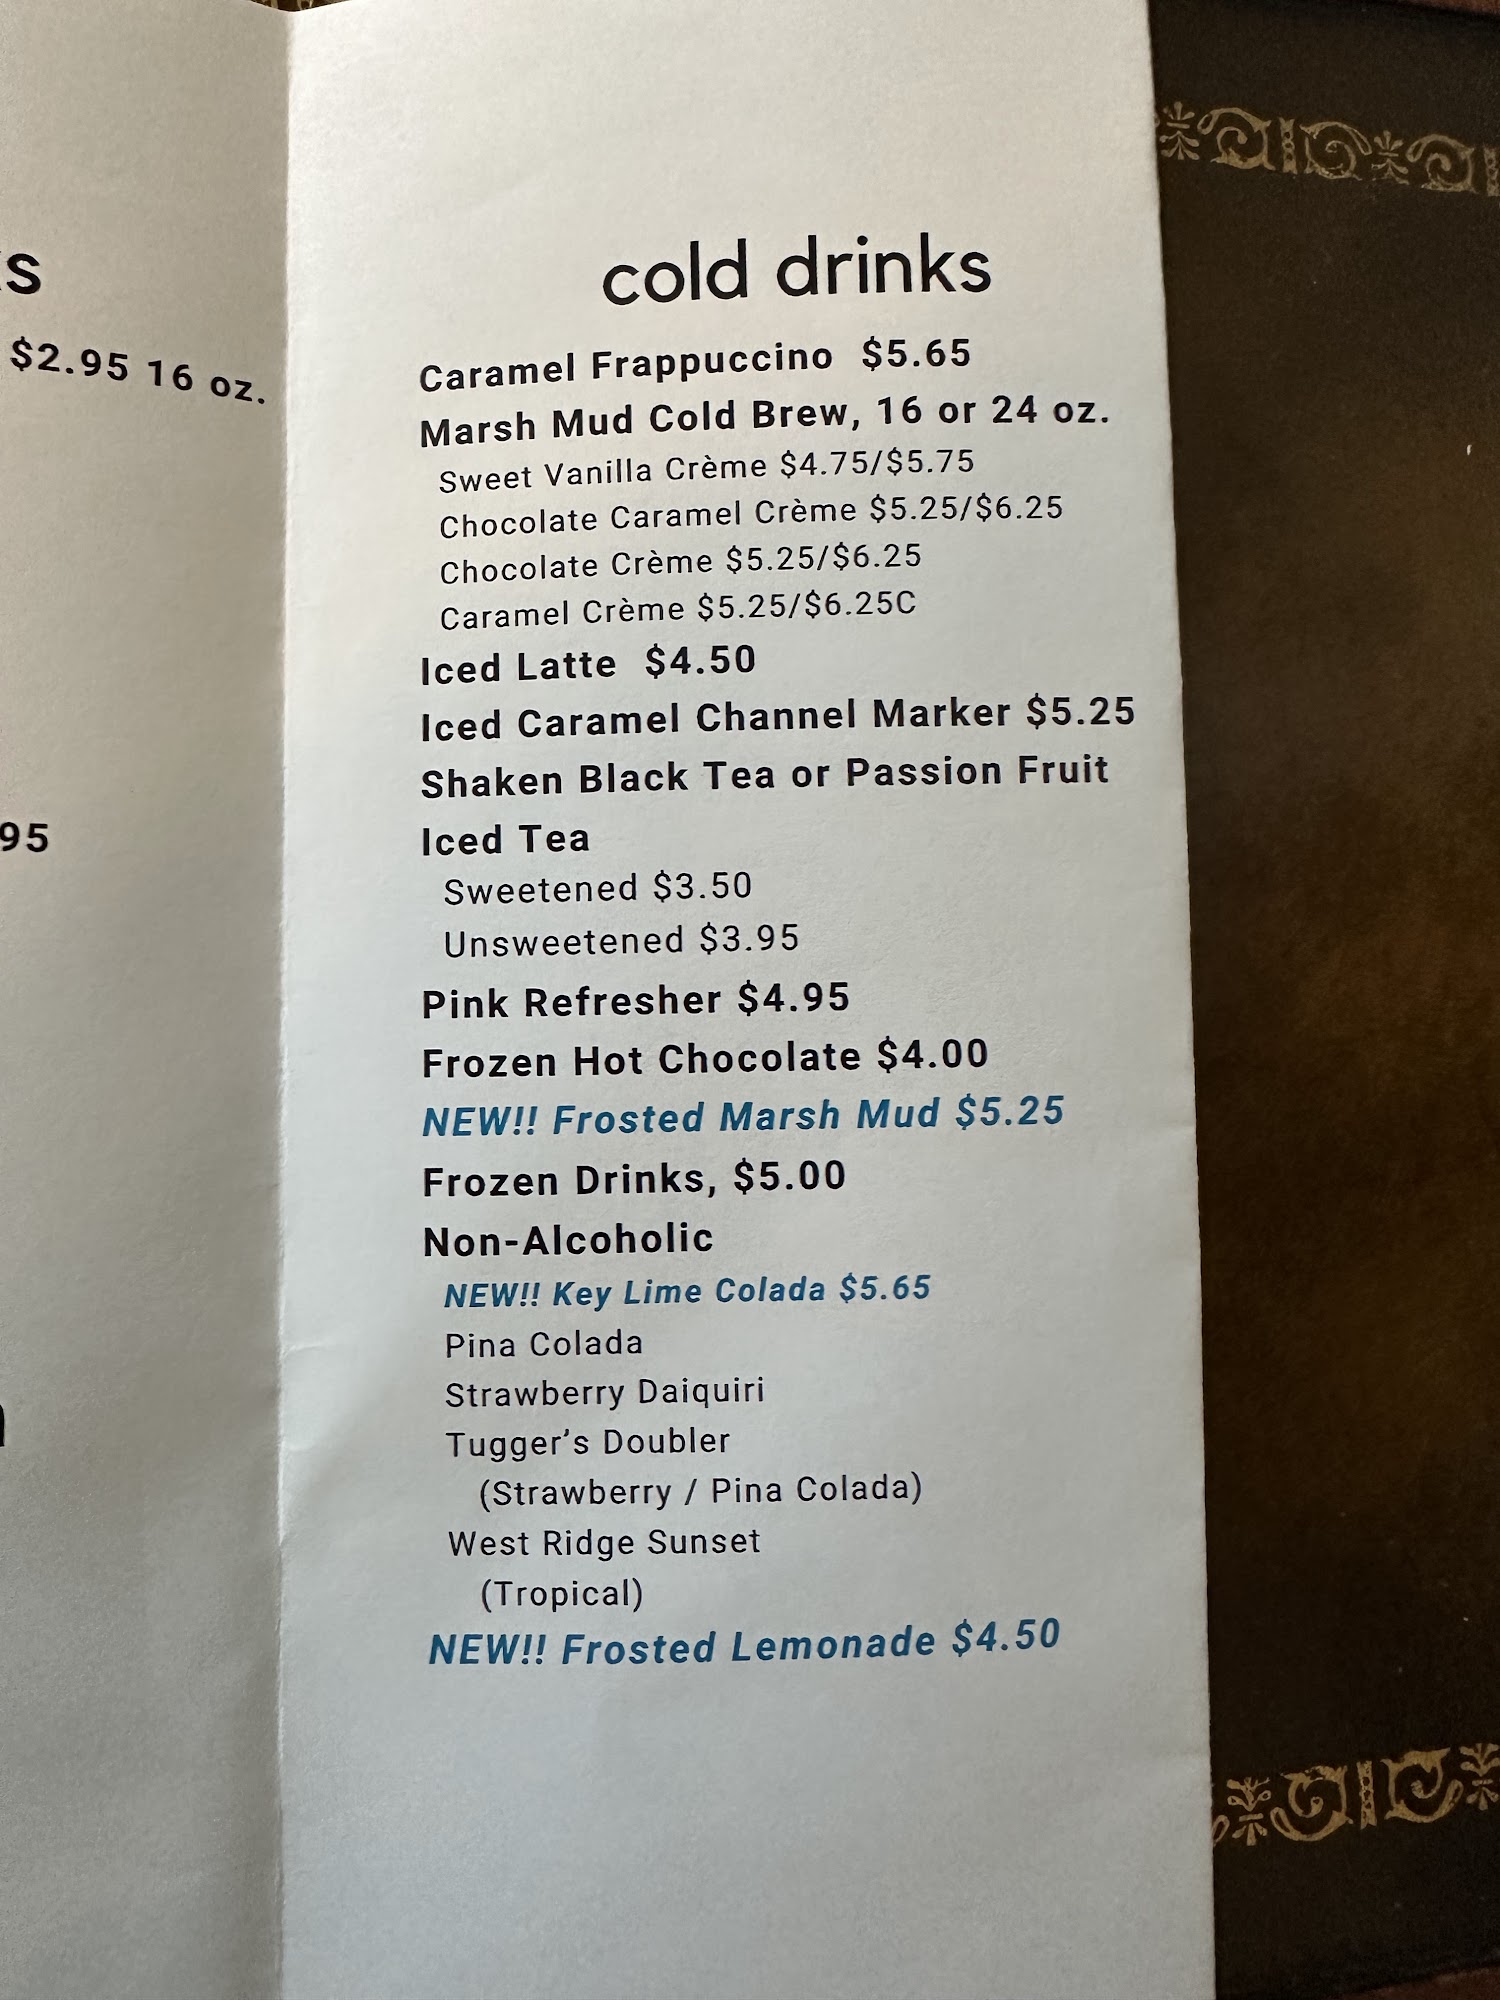 $2.95 16 oz.
95
cold drinks
Caramel Frappuccino $5.65
Marsh Mud Cold Brew, 16 or 24 oz.
Sweet Vanilla Crème $4.75/$5.75
Chocolate Caramel Crème $5.25/$6.25
Chocolate Crème $5.25/$6.25
Caramel Crème $5.25/$6.25C
Iced Latte $4.50
Iced Caramel Channel Marker $5.25
Shaken Black Tea or Passion Fruit
Iced Tea
Sweetened $3.50
Unsweetened $3.95
Pink Refresher $4.95
Frozen Hot Chocolate $4.00
NEW!! Frosted Marsh Mud $5.25
Frozen Drinks, $5.00
Non-Alcoholic
NEW!! Key Lime Colada $5.65
Pina Colada
Strawberry Daiquiri
Tugger's Doubler
(Strawberry / Pina Colada)
West Ridge Sunset
(Tropical)
NEW!! Frosted Lemonade $4.50